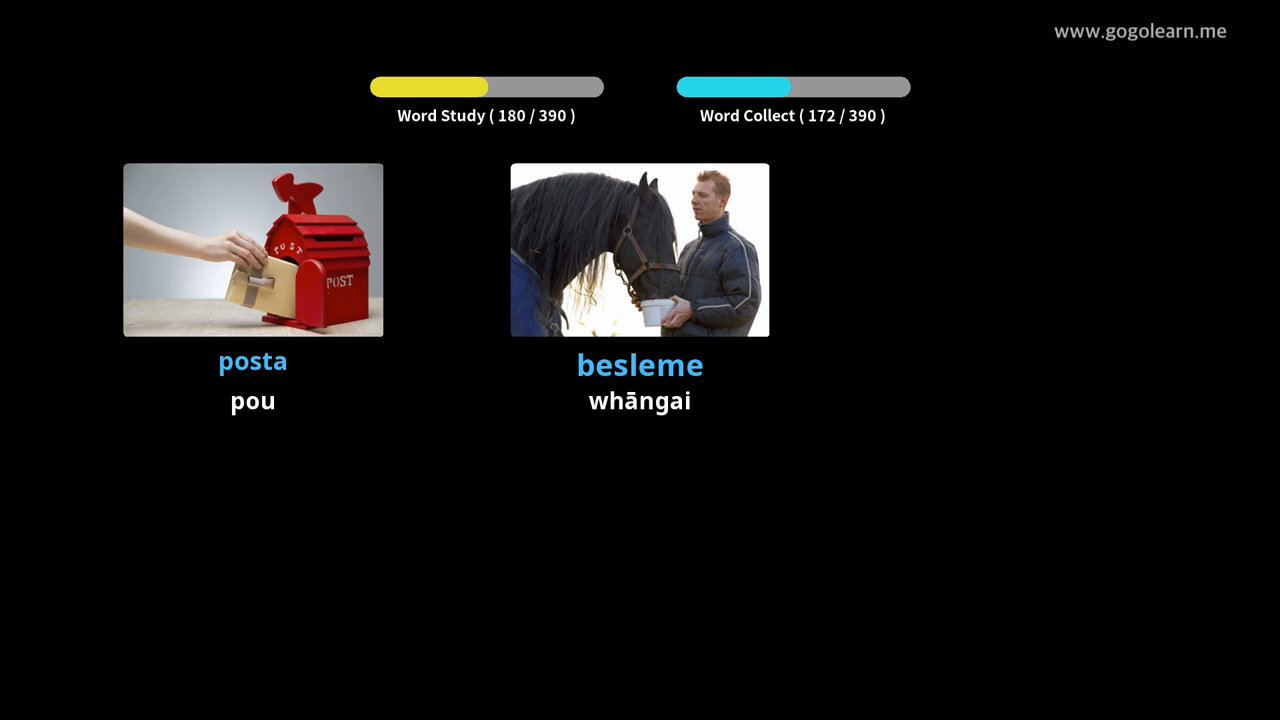 www.gogolearn.me
Word Study ( 180 / 390 )
Word Collect ( 172 / 390 )
POST
POST
posta
besleme
pou
whāngai